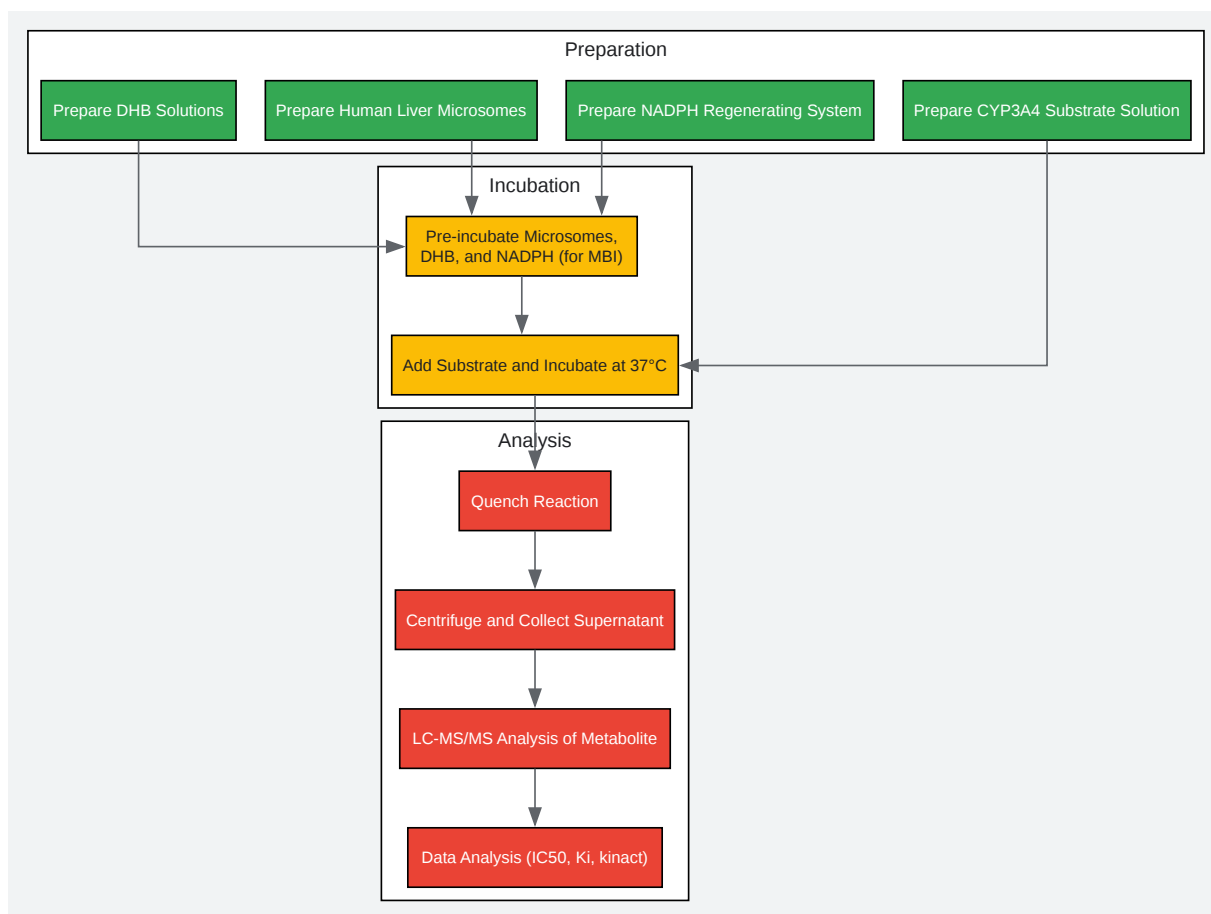 Preparation
Prepare DHB Solutions
Prepare Human Liver Microsomes
Prepare NADPH Regenerating System
Prepare CYP3A4 Substrate Solution
Incubation
Pre-incubate Microsomes,
DHB, and NADPH (for MBI)
Add Substrate and Incubate at 37°C
Analysis
Quench Reaction
Centrifuge and Collect Supernatant
LC-MS/MS Analysis of Metabolite
Data Analysis (IC50, Ki, kinact)